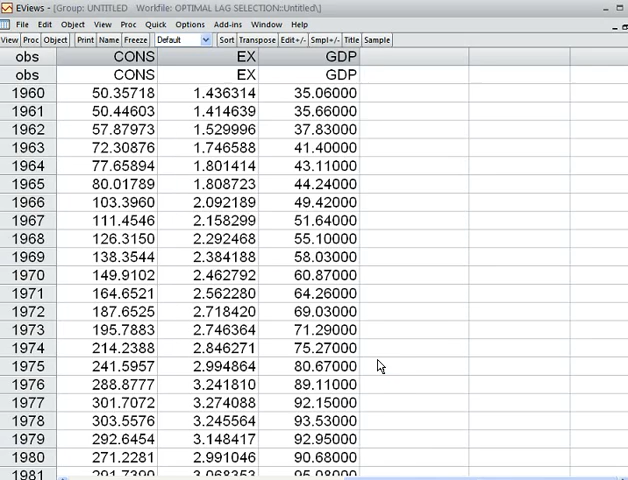 EViews - [Group: UNTITLED Workfile: OPTIMAL LAG SELECTION::Untitled\]
File Edit Object View Proc Quick Options Add-ins Window Help
View Proc Object Print Name Freeze Default Sort Transpose Edit+/- Smpl+/- Title Sample
obs CONS EX GDP
obs CONS EX GDP
1960 50.35718 1.436314 35.06000
1961 50.44603 1.414639 35.66000
1962 57.87973 1.529996 37.83000
1963 72.30876 1.746588 41.40000
1964 77.65894 1.801414 43.11000
1965 80.01789 1.808723 44.24000
1966 103.3960 2.092189 49.42000
1967 111.4546 2.158299 51.64000
1968 126.3150 2.292468 55.10000
1969 138.3544 2.384188 58.03000
1970 149.9102 2.462792 60.87000
1971 164.6521 2.562280 64.26000
1972 187.6525 2.718420 69.03000
1973 195.7883 2.746364 71.29000
1974 214.2388 2.846271 75.27000
1975 241.5957 2.994864 80.67000
1976 288.8777 3.241810 89.11000
1977 301.7072 3.274088 92.15000
1978 303.5576 3.245564 93.53000
1979 292.6454 3.148417 92.95000
1980 271.2281 2.991046 90.68000
1981 291.7390 3.068353 95.08000